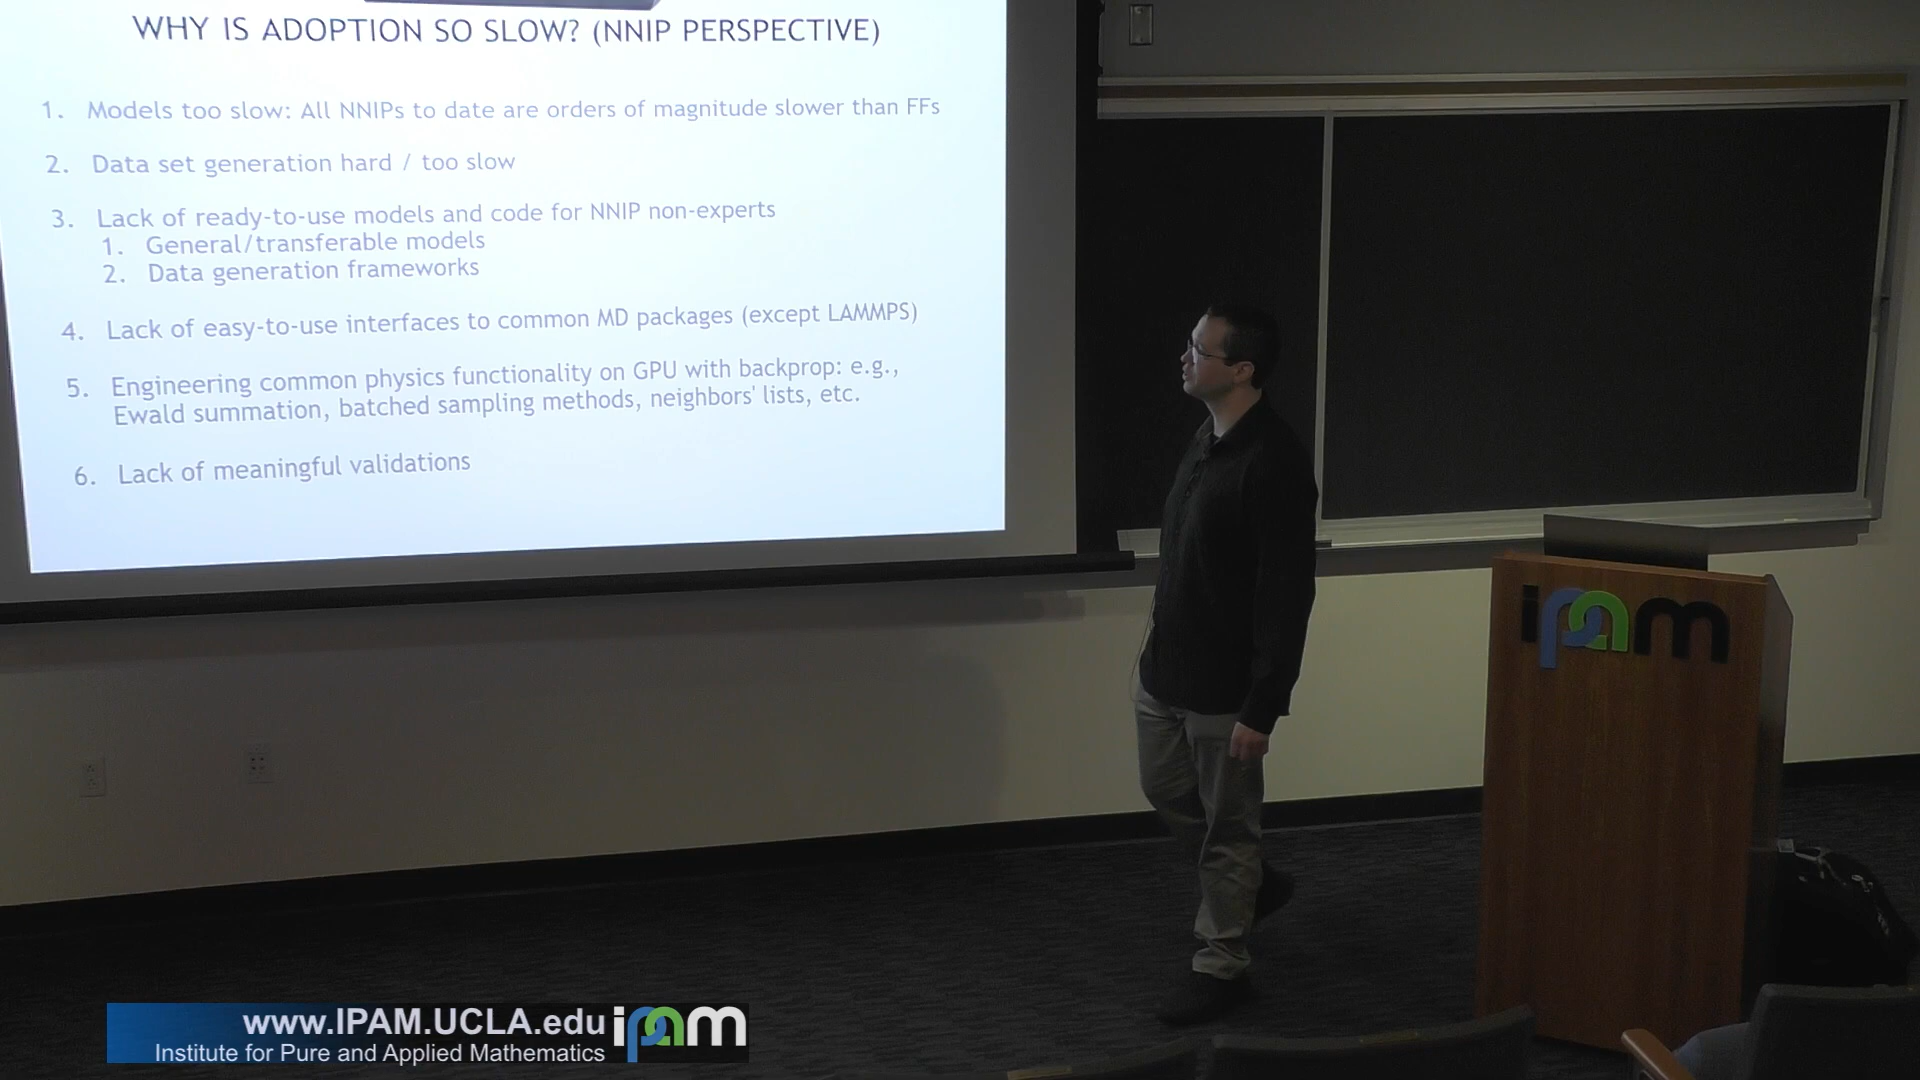 WHY IS ADOPTION SO SLOW? (NNIP PERSPECTIVE)
1. Models too slow: All NNIPs to date are orders of magnitude slower than FFs
2. Data set generation hard / too slow
3. Lack of ready-to-use models and code for NNIP non-experts
1. General/transferable models
2. Data generation frameworks
4. Lack of easy-to-use interfaces to common MD packages (except LAMMPS)
5. Engineering common physics functionality on GPU with backprop: e.g.,
Ewald summation, batched sampling methods, neighbors' lists, etc.
6. Lack of meaningful validations
ipam
www.IPAM.UCLA.edu
Institute for Pure and Applied Mathematics
ipam